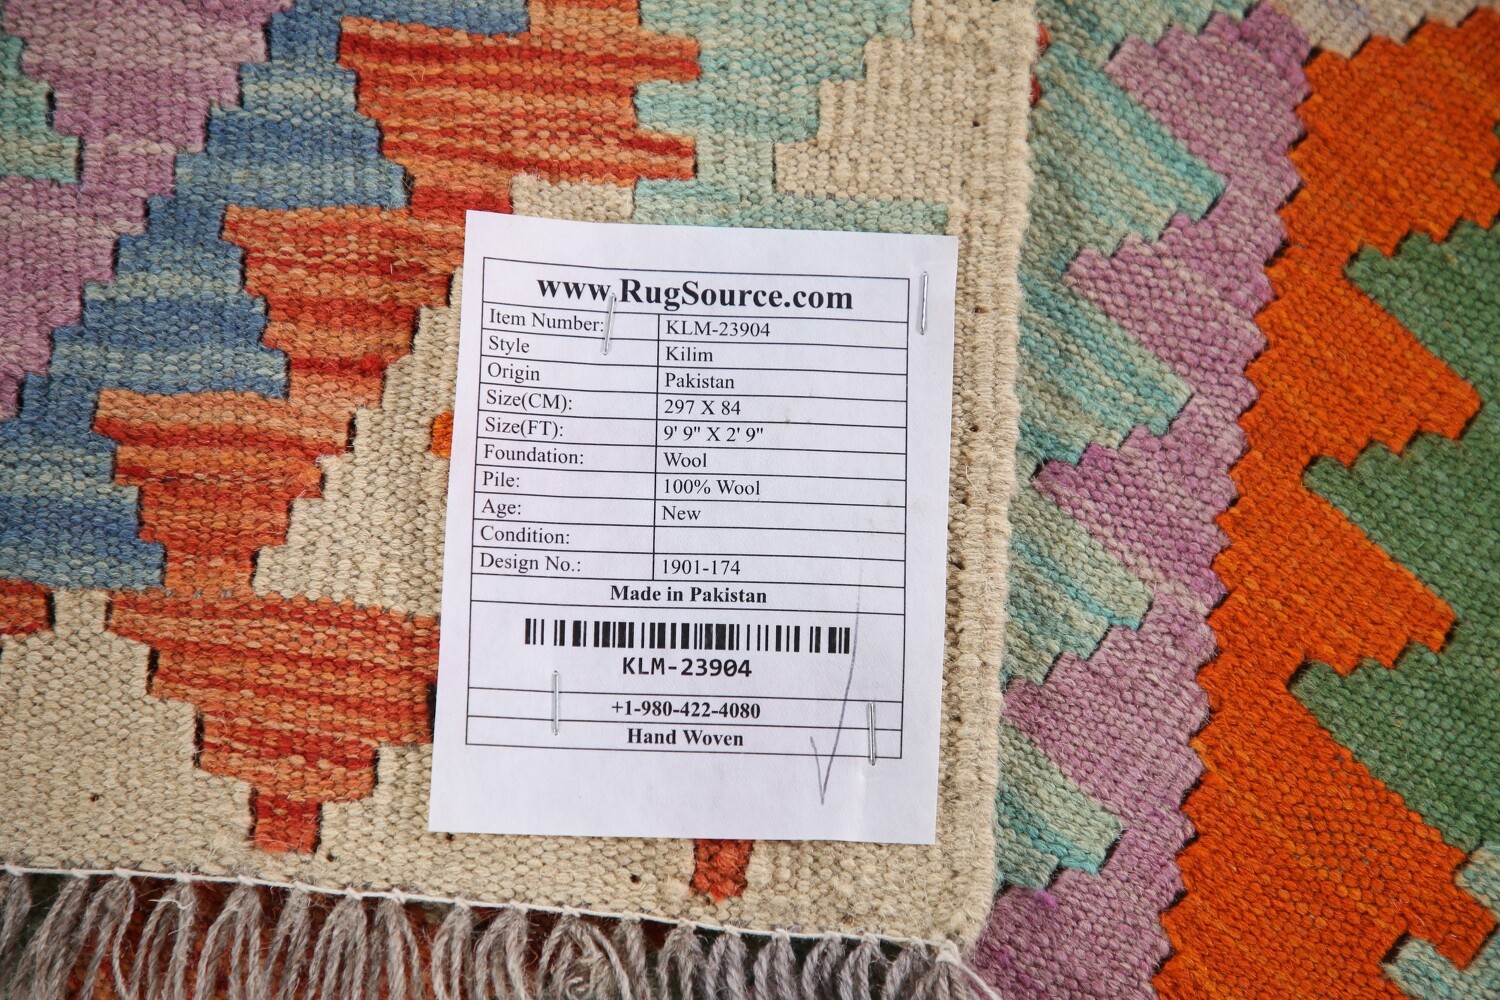 www.RugSource.com
Item Number: KLM-23904
Style Kilim
Origin Pakistan
Size(CM): 297 X 84
Size(FT): 9' 9" X 2' 9"
Foundation: Wool
Pile: 100% Wool
Age: New
Condition:
Design No.: 1901-174
Made in Pakistan
KLM-23904
+1-980-422-4080
Hand Woven